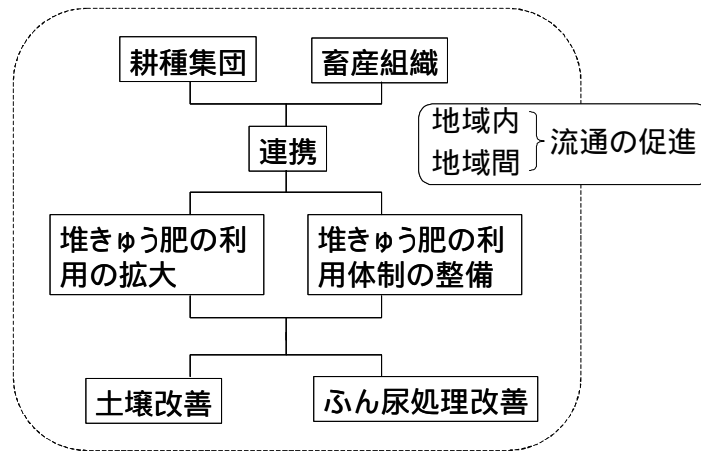 耕種集団
畜産組織
地域内
地域間
流通の促進
連携
堆きゅう肥の利
用の拡大
堆きゅう肥の利
用体制の整備
土壌改善
ふん尿処理改善